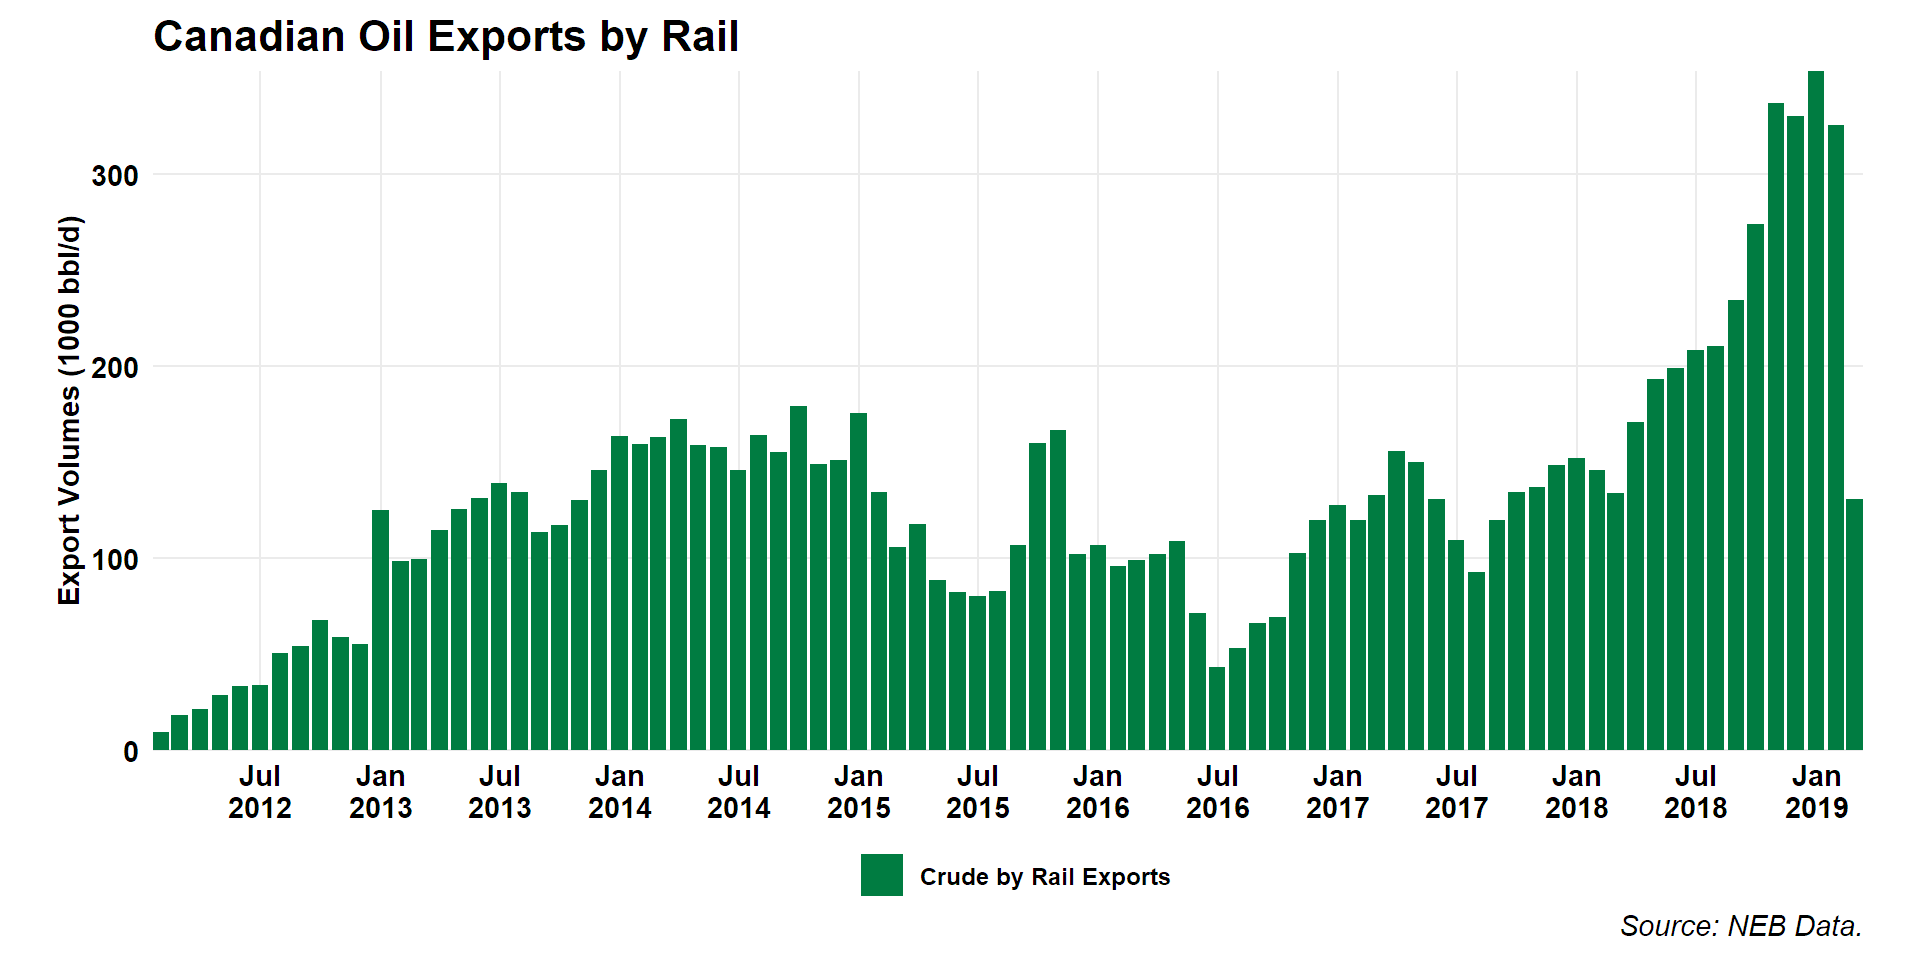 Canadian Oil Exports by Rail
Export Volumes (1000 bbl/d)
300
200
100
0
Jul 2012
Jan 2013
Jul 2013
Jan 2014
Jul 2014
Jan 2015
Jul 2015
Jan 2016
Jul 2016
Jan 2017
Jul 2017
Jan 2018
Jul 2018
Jan 2019
Crude by Rail Exports
Source: NEB Data.